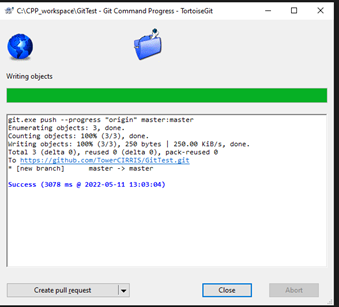 C:\CPP_workspace\GitTest - Git Command Progress - TortoiseGit
Writing objects
git.exe push --progress "origin" master:master
Enumerating objects: 3, done.
Counting objects: 100% (3/3), done.
Writing objects: 100% (3/3), 250 bytes | 250.00 KiB/s, done.
Total 3 (delta 0), reused 0 (delta 0), pack-reused 0
To https://github.com/TowerCIRRIS/GitTest.git
* [new branch] master -> master
Success (3078 ms @ 2022-05-11 13:03:04)
Create pull request
Close
Abort